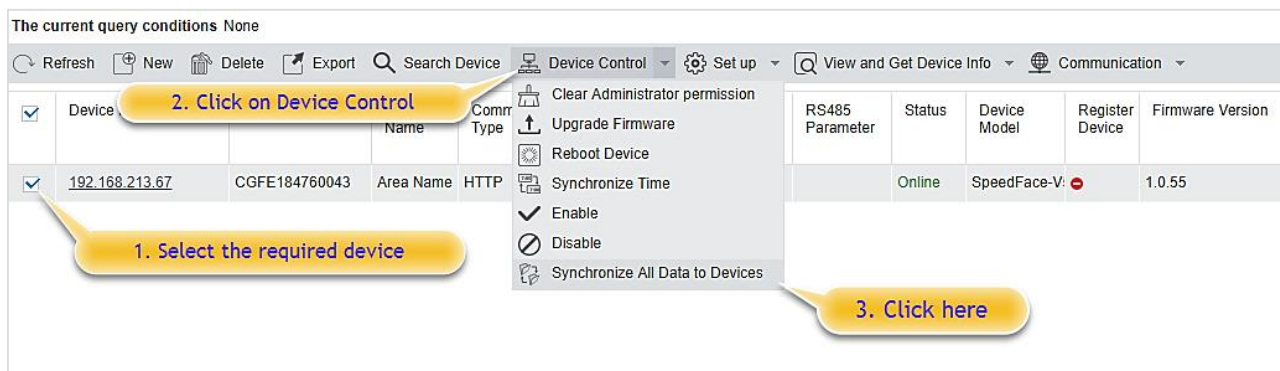 The current query conditions None
Refresh New Delete Export Search Device Device Control Set up View and Get Device Info Communication
2. Click on Device Control
Clear Administrator permission
Upgrade Firmware
Reboot Device
Synchronize Time
Enable
Disable
Synchronize All Data to Devices
Device
Name
Comm
Type
RS485
Parameter
Status
Device
Model
Register
Device
Firmware Version
192.168.213.67 CGFE184760043 Area Name HTTP Online SpeedFace-V 1.0.55
1. Select the required device
3. Click here